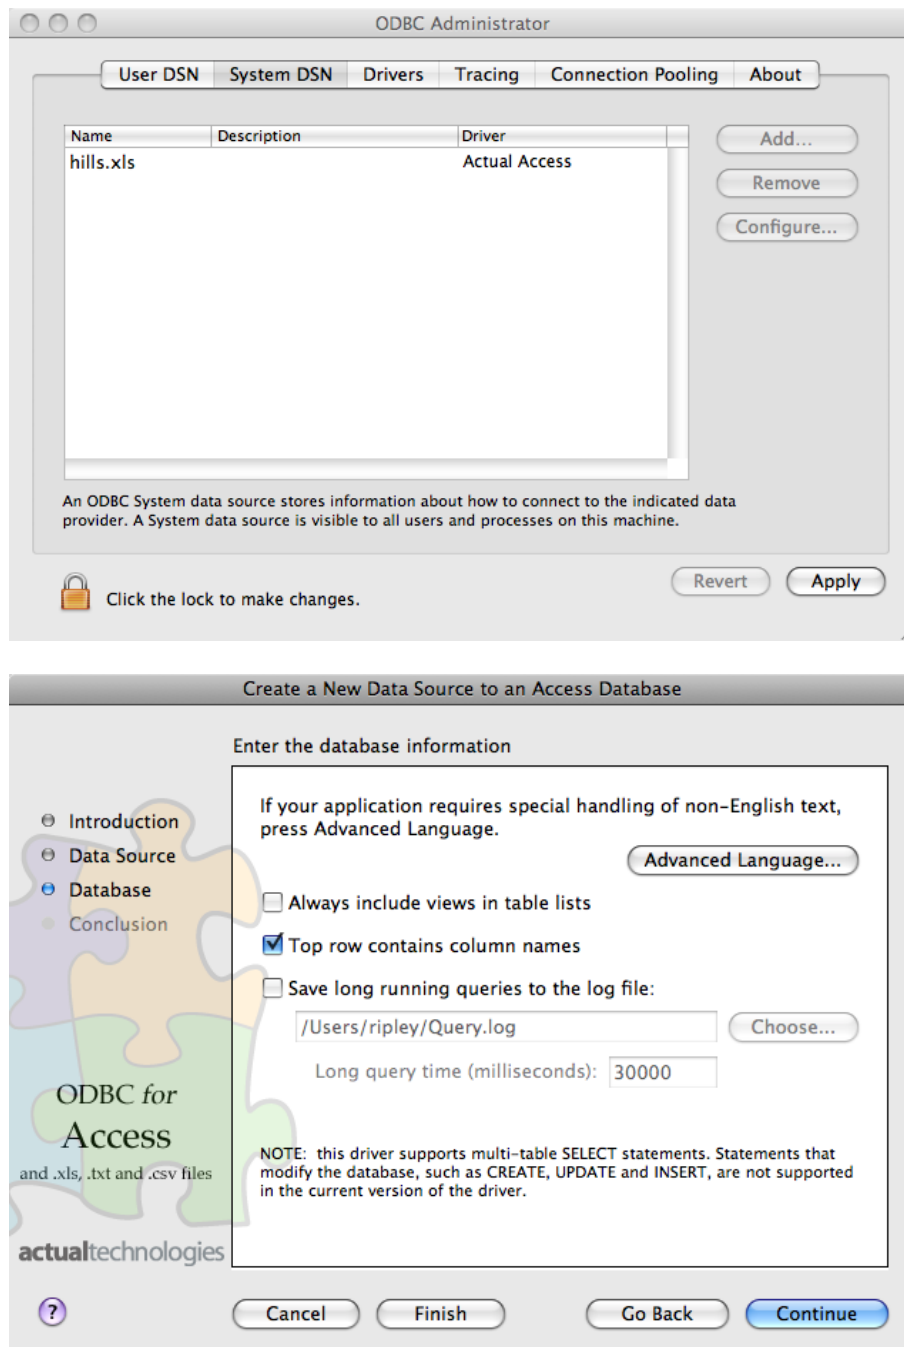 ODBC Administrator
User DSN System DSN Drivers Tracing Connection Pooling About
Name Description Driver
hills.xls Actual Access
Add...
Remove
Configure...
An ODBC System data source stores information about how to connect to the indicated data
provider. A System data source is visible to all users and processes on this machine.
Click the lock to make changes.
Revert Apply
Create a New Data Source to an Access Database
Enter the database information
Introduction
Data Source
Database
Conclusion
If your application requires special handling of non-English text,
press Advanced Language.
Advanced Language...
Always include views in table lists
Top row contains column names
Save long running queries to the log file:
/Users/ripley/Query.log Choose...
Long query time (milliseconds): 30000
NOTE: this driver supports multi-table SELECT statements. Statements that
modify the database, such as CREATE, UPDATE and INSERT, are not supported
in the current version of the driver.
ODBC for
Access
and .xls, .txt and .csv files
actualtechnologies
? Cancel Finish Go Back Continue